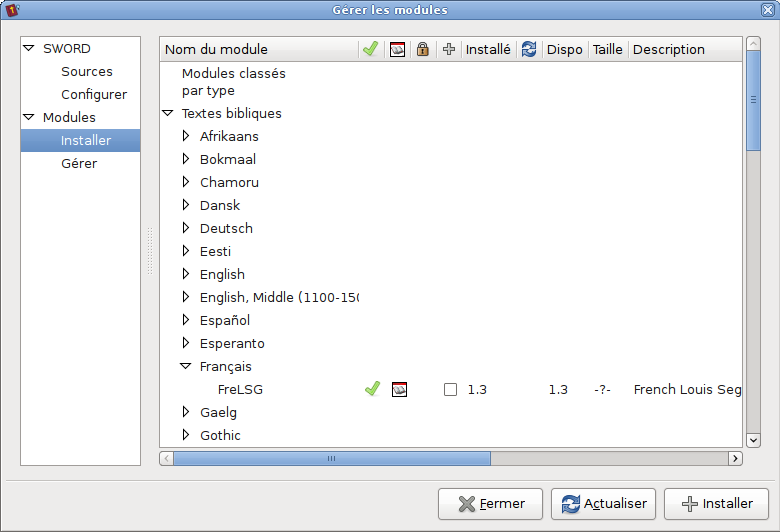 Gérer les modules
SWORD
Sources
Configurer
Modules
Installer
Gérer
Nom du module Installé Dispo Taille Description
Modules classés
par type
Textes bibliques
Afrikaans
Bokmaal
Chamoru
Dansk
Deutsch
Eesti
English
English, Middle (1100-150
Español
Esperanto
Français
FreLSG 1.3 1.3 -?- French Louis Seg
Gaelg
Gothic
Fermer Actualiser Installer